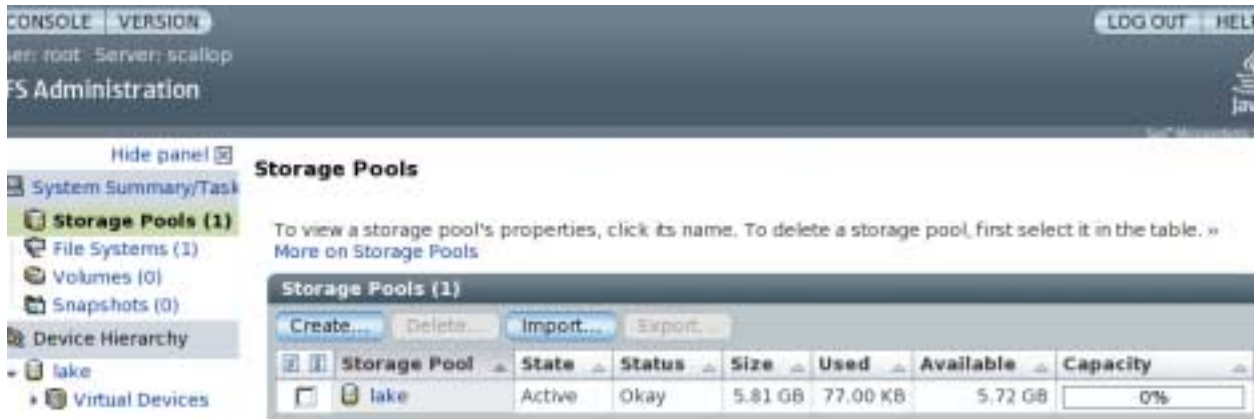 CONSOLE VERSION LOG OUT HEL
er: root Server: scallop
FS Administration
Jav
Hide panel
System Summary/Task
Storage Pools (1)
File Systems (1)
Volumes (0)
Snapshots (0)
Device Hierarchy
lake
Virtual Devices
Storage Pools
To view a storage pool's properties, click its name. To delete a storage pool, first select it in the table. »
More on Storage Pools
Storage Pools (1)
Create... Delete... Import... Export...
Storage Pool State Status Size Used Available Capacity
lake Active Okay 5.81 GB 77.00 KB 5.72 GB 0%